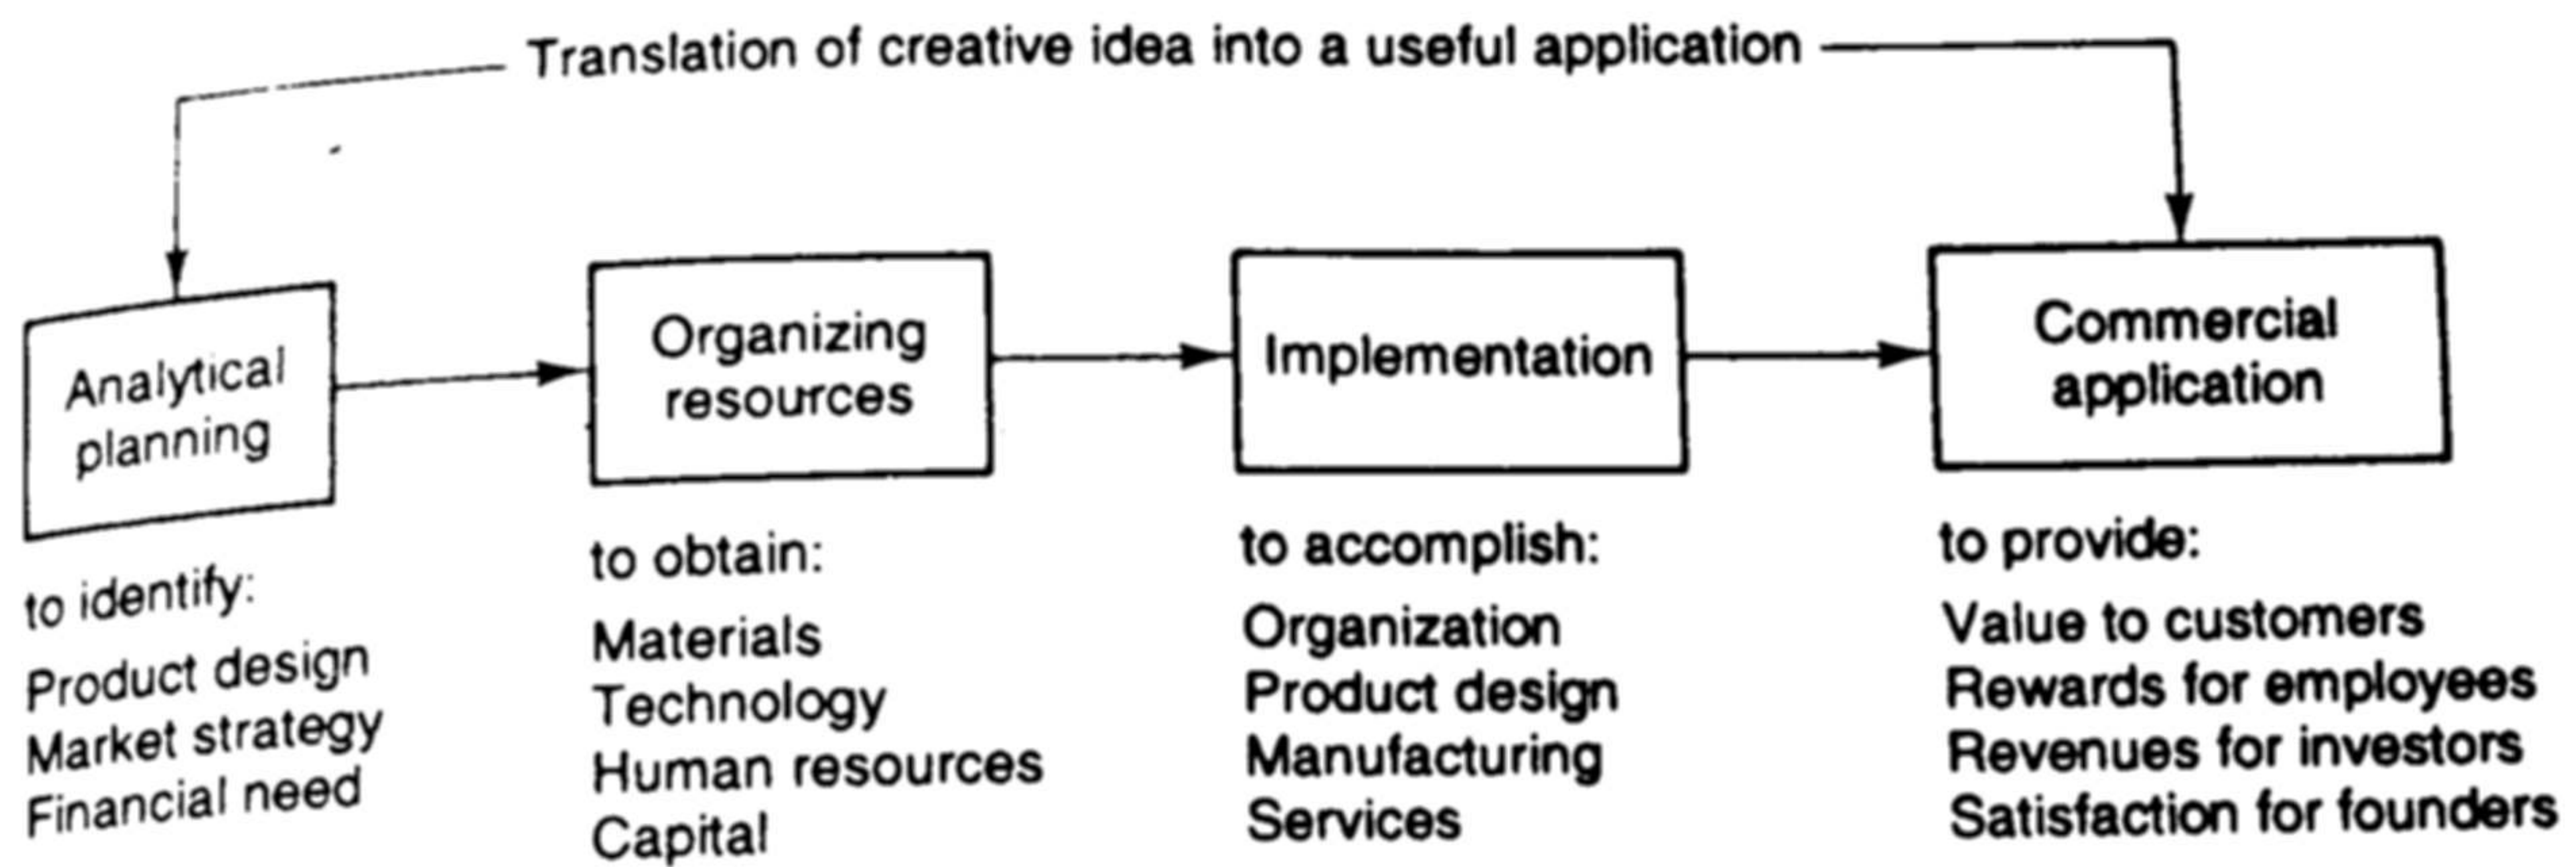 Translation of creative idea into a useful application
Analytical
planning
to identify:
Product design
Market strategy
Financial need
Organizing
resources
to obtain:
Materials
Technology
Human resources
Capital
Implementation
to accomplish:
Organization
Product design
Manufacturing
Services
Commercial
application
to provide:
Value to customers
Rewards for employees
Revenues for investors
Satisfaction for founders